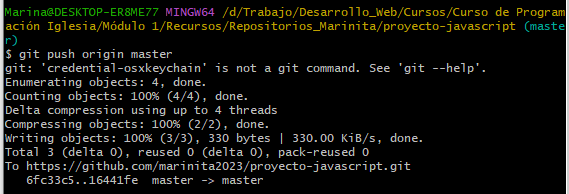 Marina@DESKTOP-ER8ME77 MINGW64 /d/Trabajo/Desarrollo_Web/Cursos/Curso de Program
ación Iglesia/Módulo 1/Recursos/Repositorios_Marinita/proyecto-javascript (maste
r)
$ git push origin master
git: 'credential-osxkeychain' is not a git command. See 'git --help'.
Enumerating objects: 4, done.
Counting objects: 100% (4/4), done.
Delta compression using up to 4 threads
Compressing objects: 100% (2/2), done.
Writing objects: 100% (3/3), 330 bytes | 330.00 KiB/s, done.
Total 3 (delta 0), reused 0 (delta 0), pack-reused 0
To https://github.com/marinita2023/proyecto-javascript.git
   6fc33c5..16441fe  master -> master